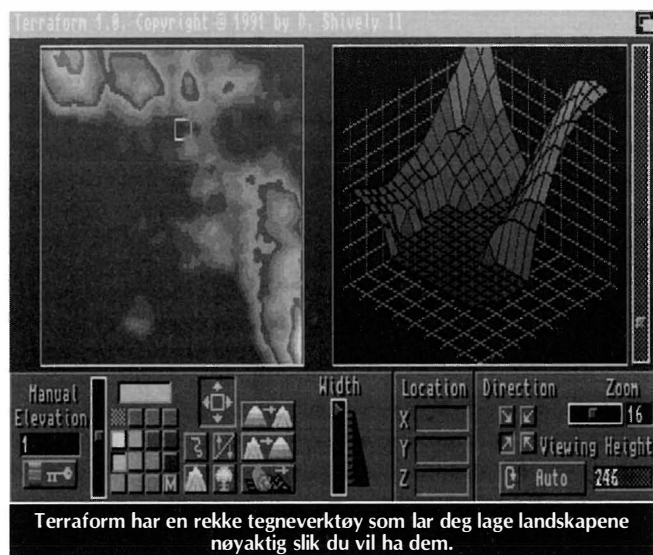 Terraform 1.0. Copyright @ 1991 by D. Shively II
Manual
Elevation
1
M
Width
Location
X
Y
Z
Direction
Zoom
16
Viewing Height
Auto
246
Terraform har en rekke tegneverktøy som lar deg lage landskapene
nøyaktig slik du vil ha dem.